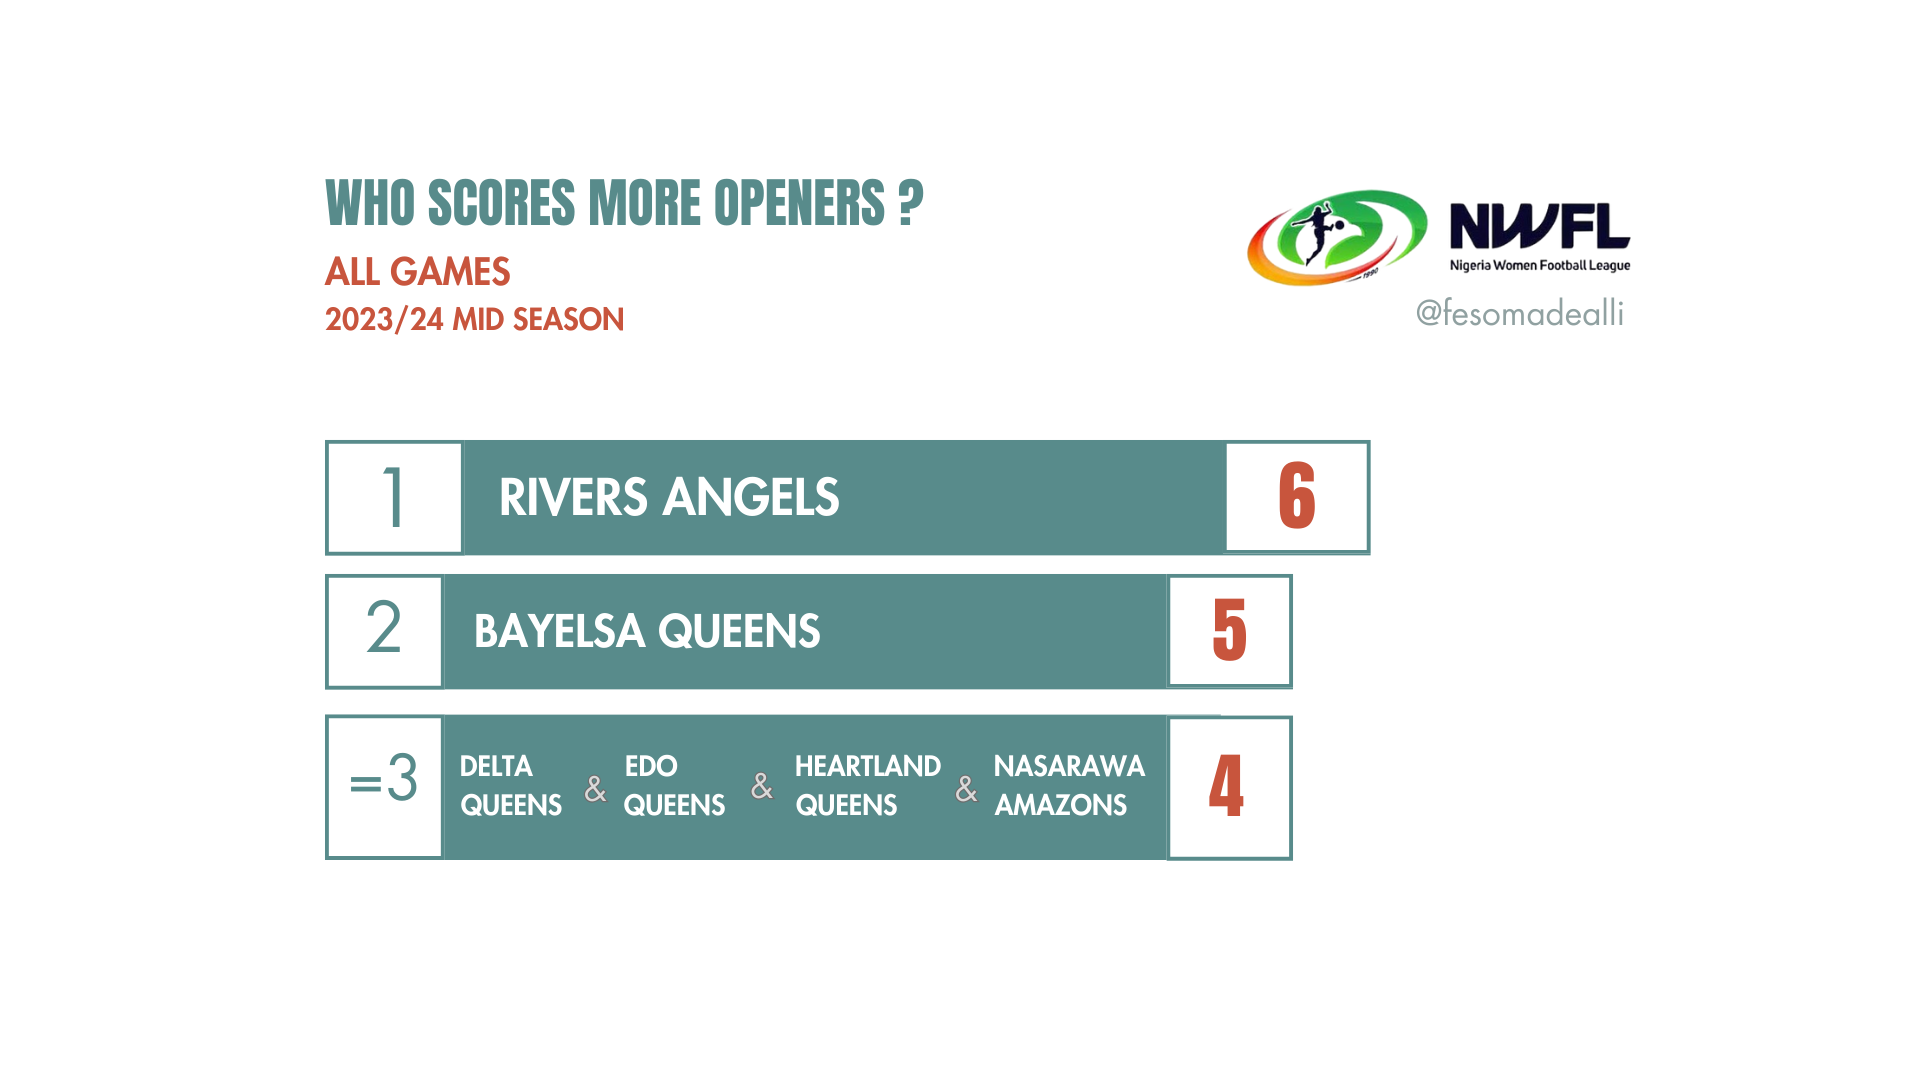 WHO SCORES MORE OPENERS ?
ALL GAMES
2023/24 MID SEASON
NWFL
Nigeria Women Football League
1990
@fesomadealli
1 RIVERS ANGELS 6
2 BAYELSA QUEENS 5
=3 DELTA QUEENS & EDO QUEENS & HEARTLAND QUEENS & NASARAWA AMAZONS 4